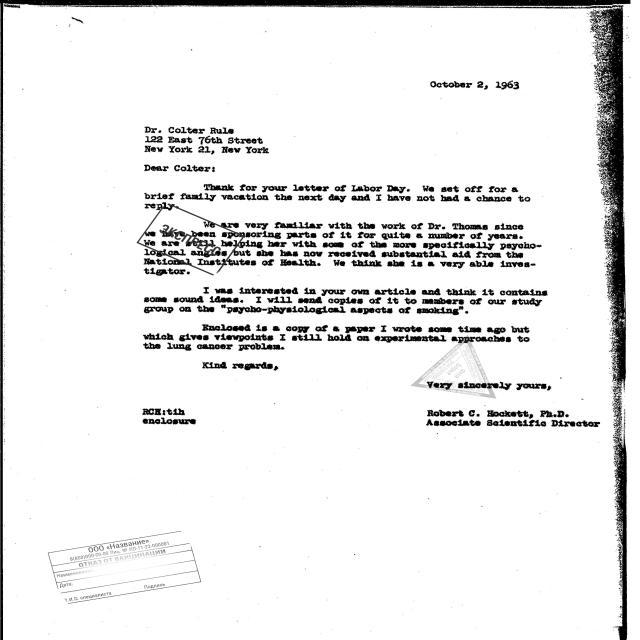 October 2, 1963
Dr. Colter Rule
122 East 76th Street
New York 21, New York
Dear Colter:
Thank for your letter of Labor Day. We set off for a
brief family vacation the next day and I have not had a chance to
reply.
We are very familiar with the work of Dr. Thomas since
we have been sponsoring parts of it for quite a number of years.
We are still helping her with some of the more specifically psycho-
logical angles but she has now received substantial aid from the
National Institutes of Health. We think she is a very able inves-
tigator.
I was interested in your own article and think it contains
some sound ideas. I will send copies of it to members of our study
group on the "psycho-physiological aspects of smoking".
Enclosed is a copy of a paper I wrote some time ago but
which gives viewpoints I still hold on experimental approaches to
the lung cancer problem.
Kind regards,
Very sincerely yours,
RCH:tih
enclosure
Robert C. Hockett, Ph.D.
Associate Scientific Director
ООО «Название»
ОТКАЗ ОТ ВАКЦИНАЦИИ
Наименование
Дата:
Подпись
Т.И.О. специалиста